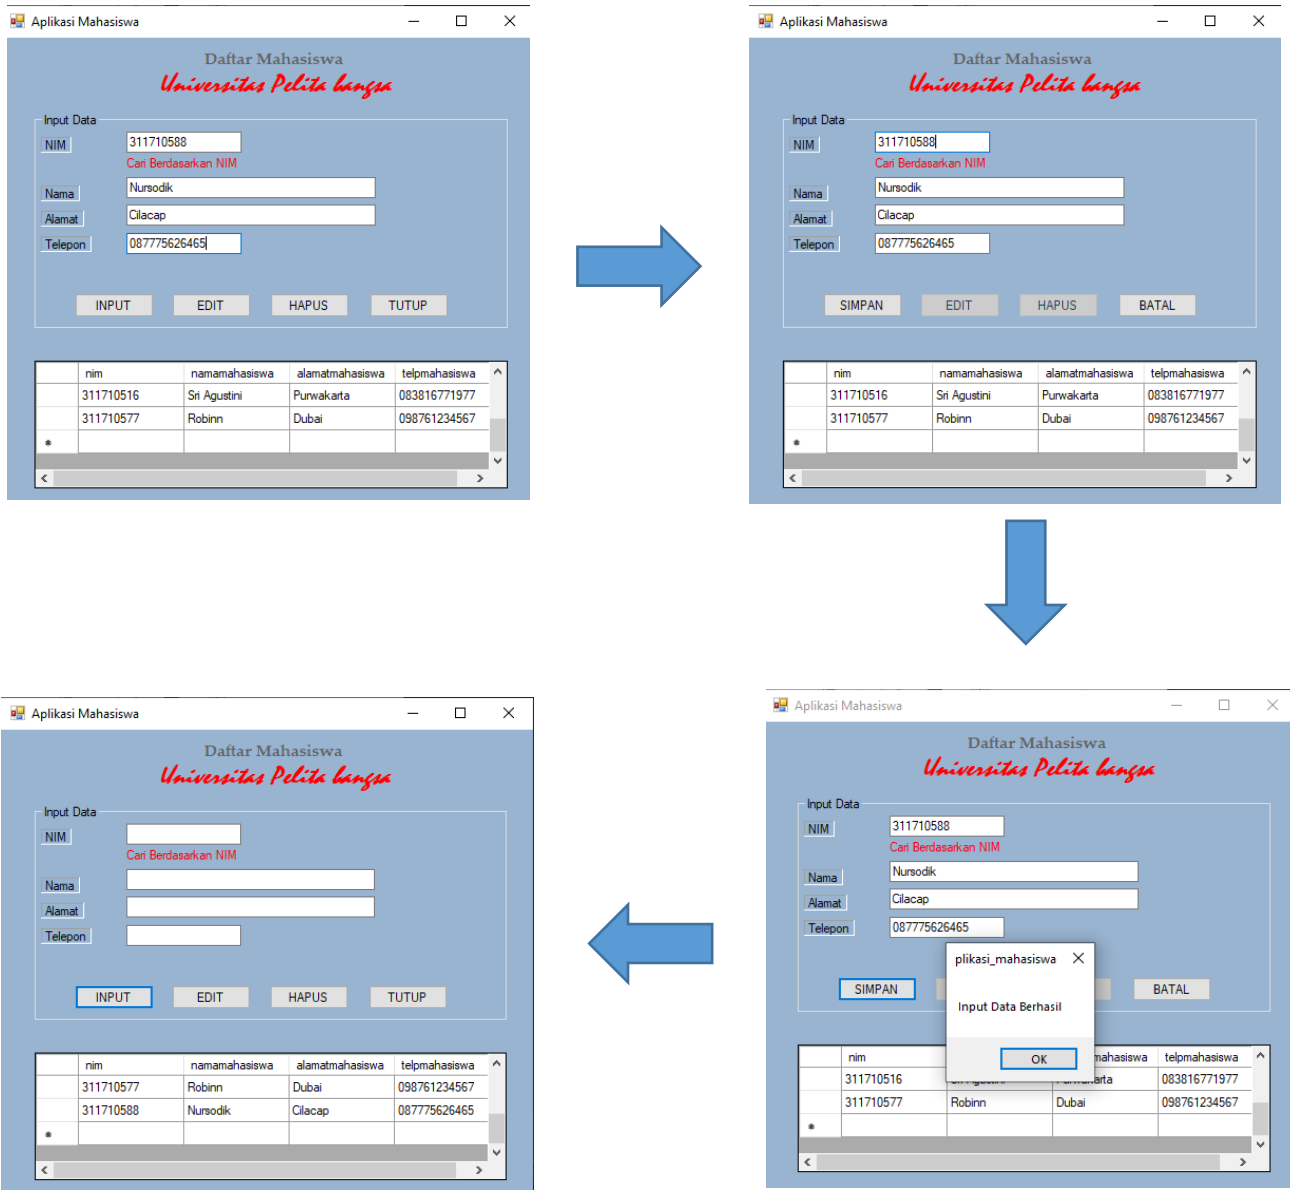 Aplikasi Mahasiswa
Daftar Mahasiswa
Universitas Pelita bangsa
Input Data
NIM 311710588
Cari Berdasarkan NIM
Nama Nursodik
Alamat Cilacap
Telepon 087775626465
INPUT EDIT HAPUS TUTUP
nim namamahasiswa alamatmahasiswa telpmahasiswa
311710516 Sri Agustini Purwakarta 083816771977
311710577 Robinn Dubai 098761234567
Aplikasi Mahasiswa
Daftar Mahasiswa
Universitas Pelita bangsa
Input Data
NIM 311710588
Cari Berdasarkan NIM
Nama Nursodik
Alamat Cilacap
Telepon 087775626465
SIMPAN EDIT HAPUS BATAL
nim namamahasiswa alamatmahasiswa telpmahasiswa
311710516 Sri Agustini Purwakarta 083816771977
311710577 Robinn Dubai 098761234567
Aplikasi Mahasiswa
Daftar Mahasiswa
Universitas Pelita bangsa
Input Data
NIM 311710588
Cari Berdasarkan NIM
Nama Nursodik
Alamat Cilacap
Telepon 087775626465
plikasi_mahasiswa
SIMPAN BATAL
Input Data Berhasil
OK
nim mahasiswa telpmahasiswa
311710516 083816771977
311710577 Robinn Dubai 098761234567
Aplikasi Mahasiswa
Daftar Mahasiswa
Universitas Pelita bangsa
Input Data
NIM
Cari Berdasarkan NIM
Nama
Alamat
Telepon
INPUT EDIT HAPUS TUTUP
nim namamahasiswa alamatmahasiswa telpmahasiswa
311710577 Robinn Dubai 098761234567
311710588 Nursodik Cilacap 087775626465